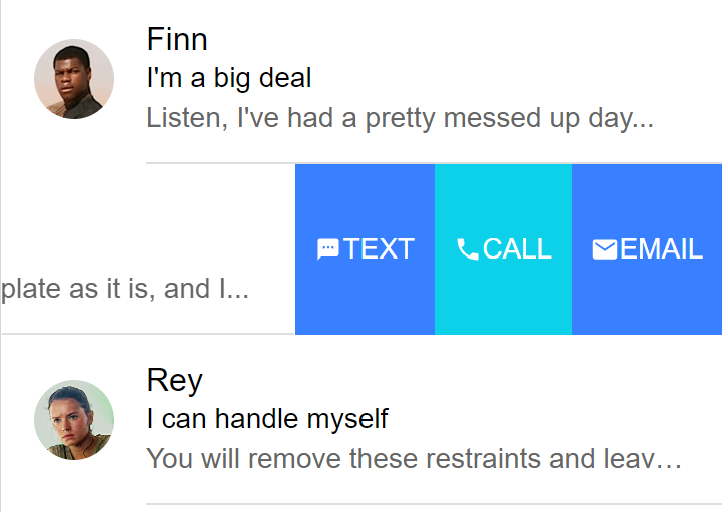 Finn
I'm a big deal
Listen, I've had a pretty messed up day...
TEXT CALL EMAIL
plate as it is, and I...
Rey
I can handle myself
You will remove these restraints and leav…